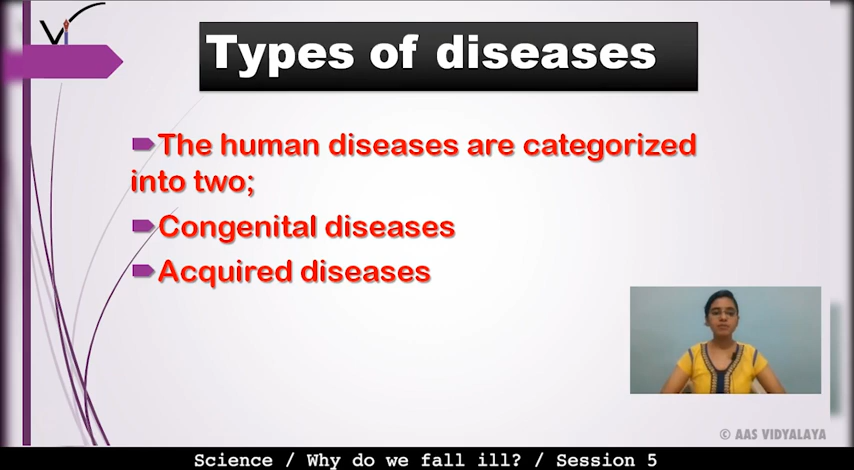 Types of diseases
The human diseases are categorized
into two;
Congenital diseases
Acquired diseases
© AAS VIDYALAYA
Science / Why do we fall ill? / Session 5